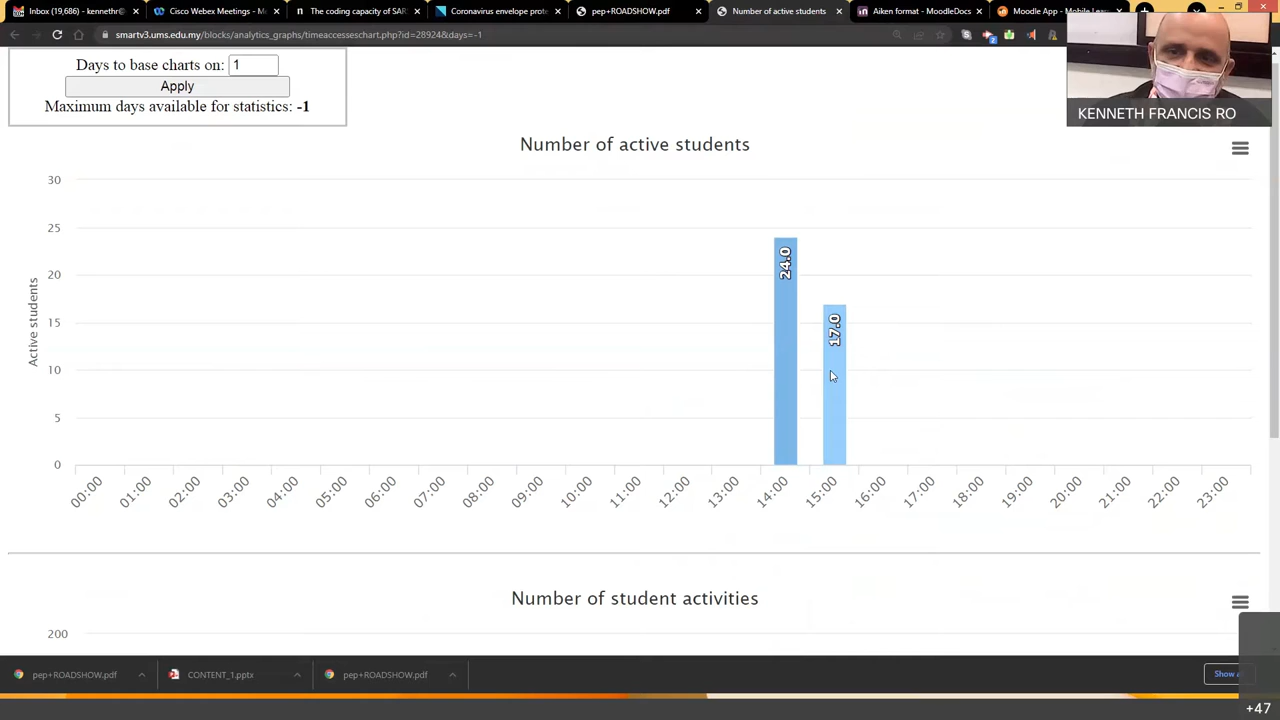 Inbox (19,686) - kennethr@
Cisco Webex Meetings - M
The coding capacity of SAR
Coronavirus envelope prote
pep+ROADSHOW.pdf
Number of active students
Aiken format - MoodleDocs
Moodle App - Mobile Lear
smartv3.ums.edu.my/blocks/analytics_graphs/timeaccesseschart.php?id=28924&days=-1
Days to base charts on: 1
Apply
Maximum days available for statistics: -1
KENNETH FRANCIS RO
Number of active students
30
25
20
15
10
5
0
Active students
24.0
17.0
00:00
01:00
02:00
03:00
04:00
05:00
06:00
07:00
08:00
09:00
10:00
11:00
12:00
13:00
14:00
15:00
16:00
17:00
18:00
19:00
20:00
21:00
22:00
23:00
Number of student activities
200
pep+ROADSHOW.pdf
CONTENT_1.pptx
pep+ROADSHOW.pdf
Show a
+47